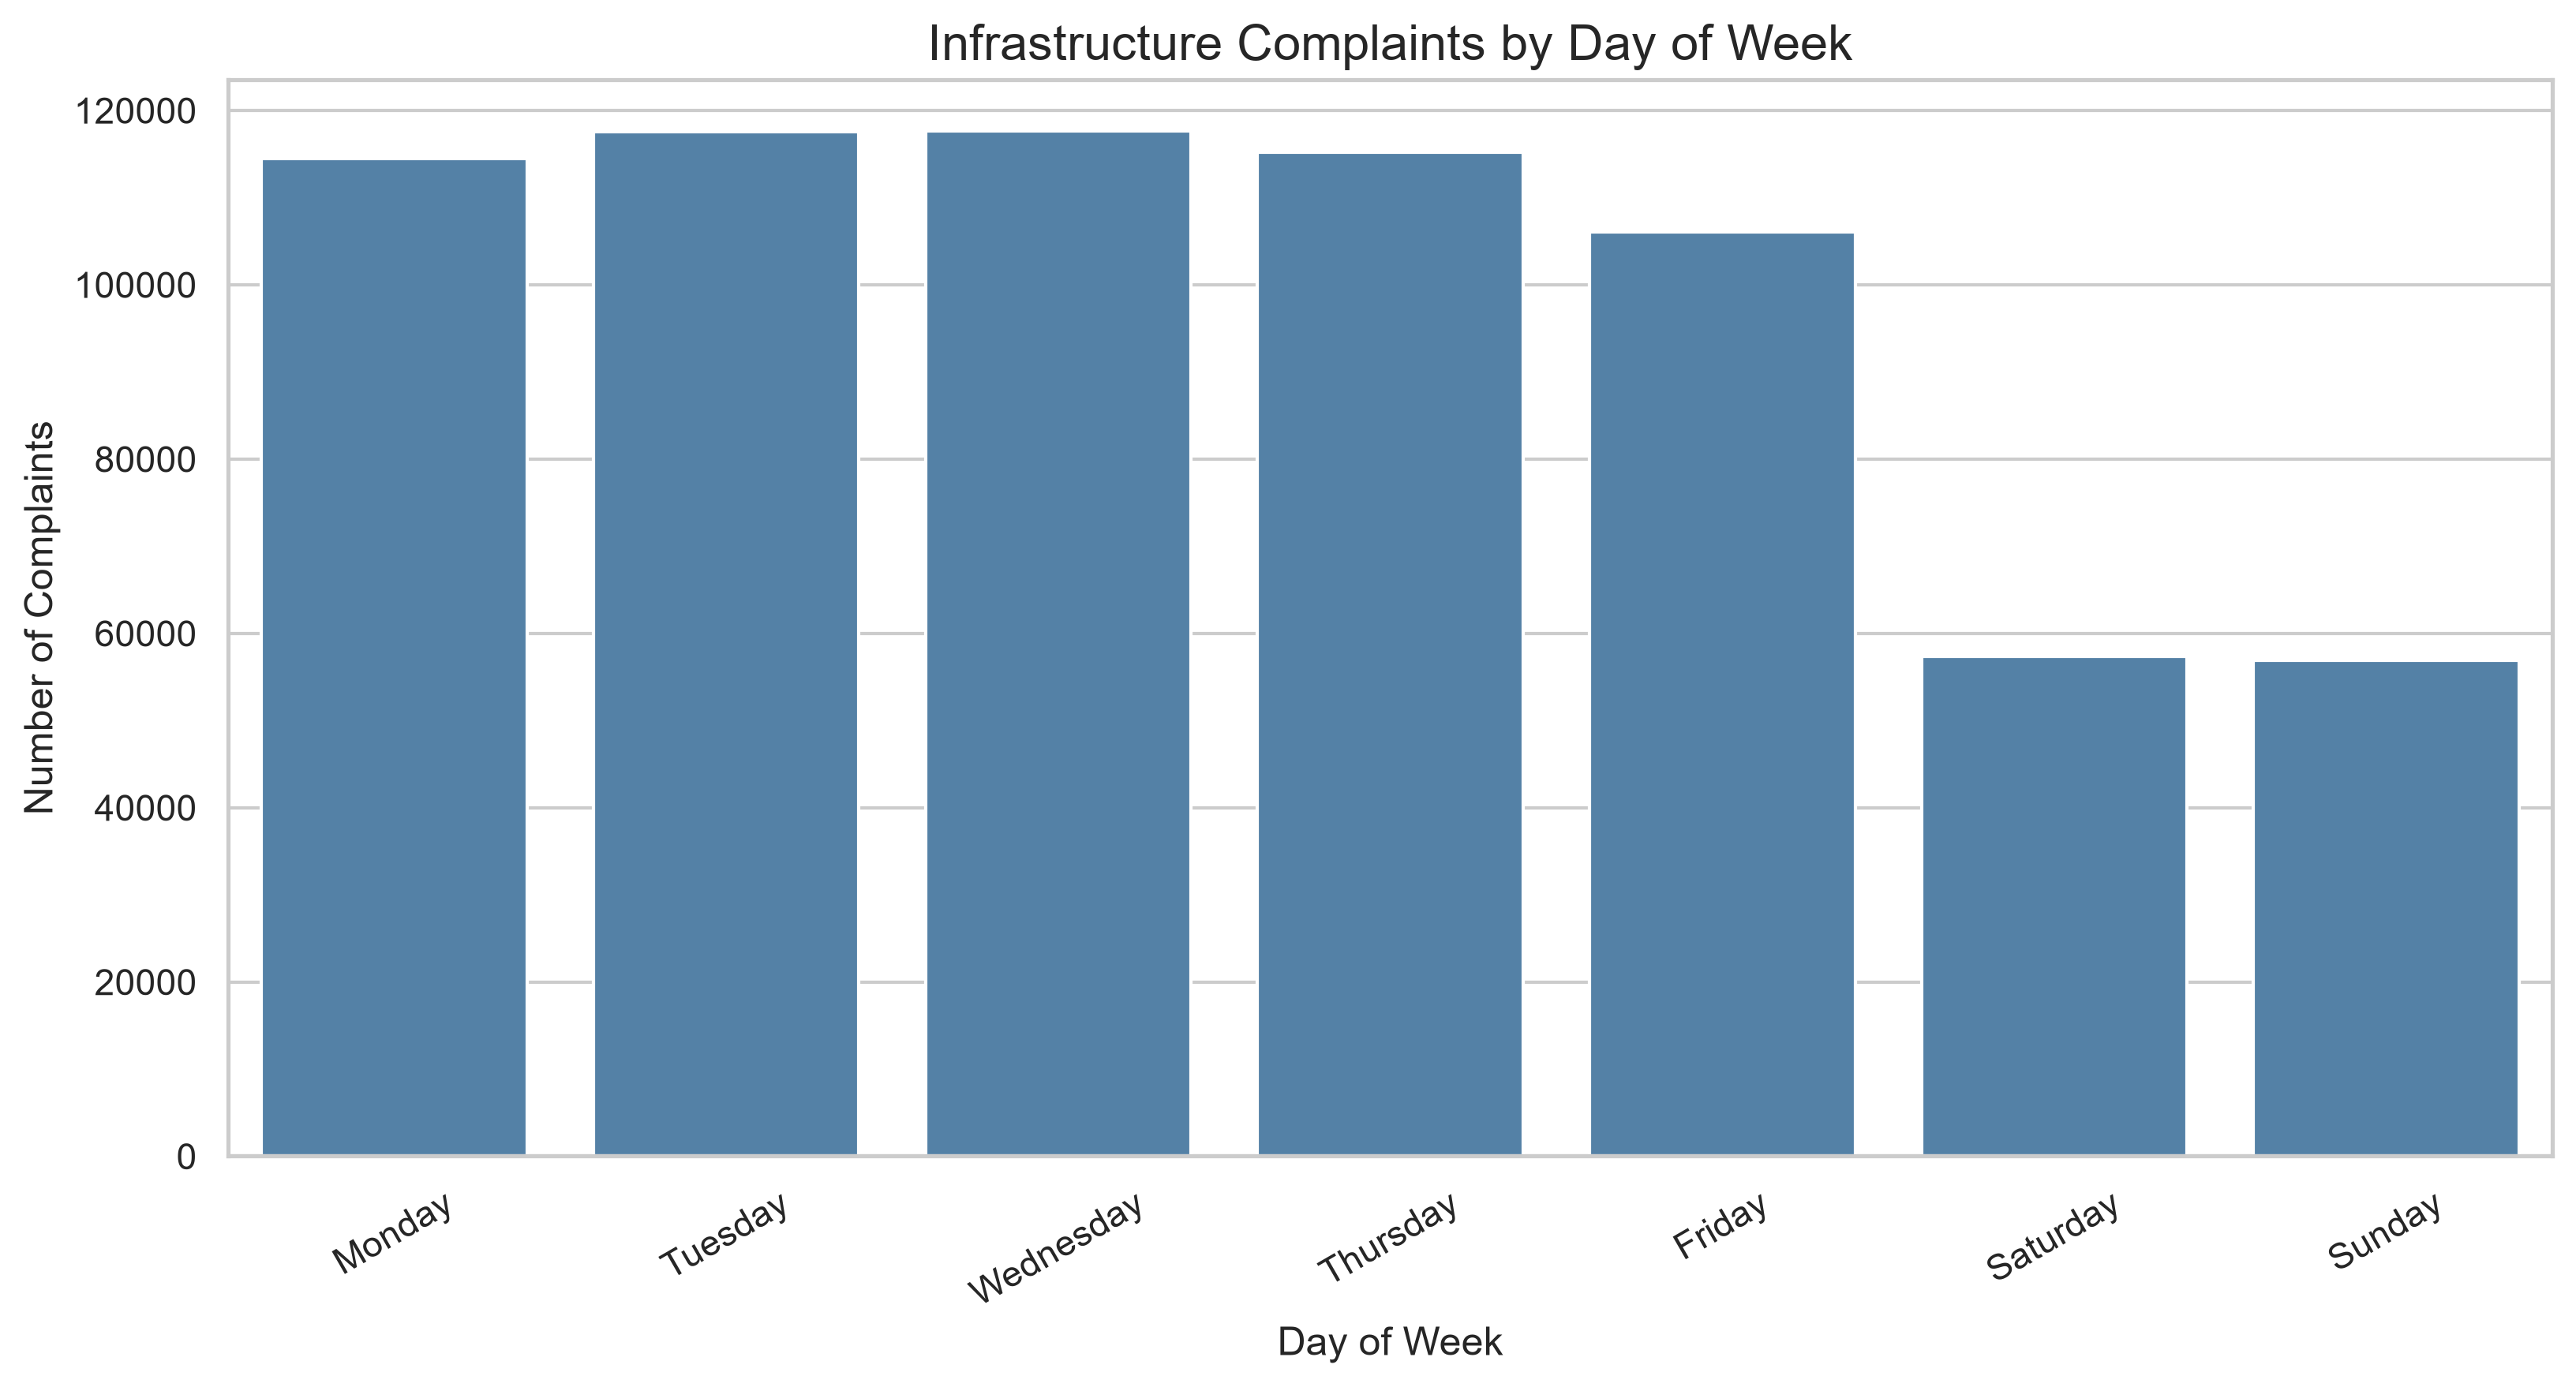 Infrastructure Complaints by Day of Week
Number of Complaints
120000
100000
80000
60000
40000
20000
0
Monday
Tuesday
Wednesday
Thursday
Friday
Saturday
Sunday
Day of Week